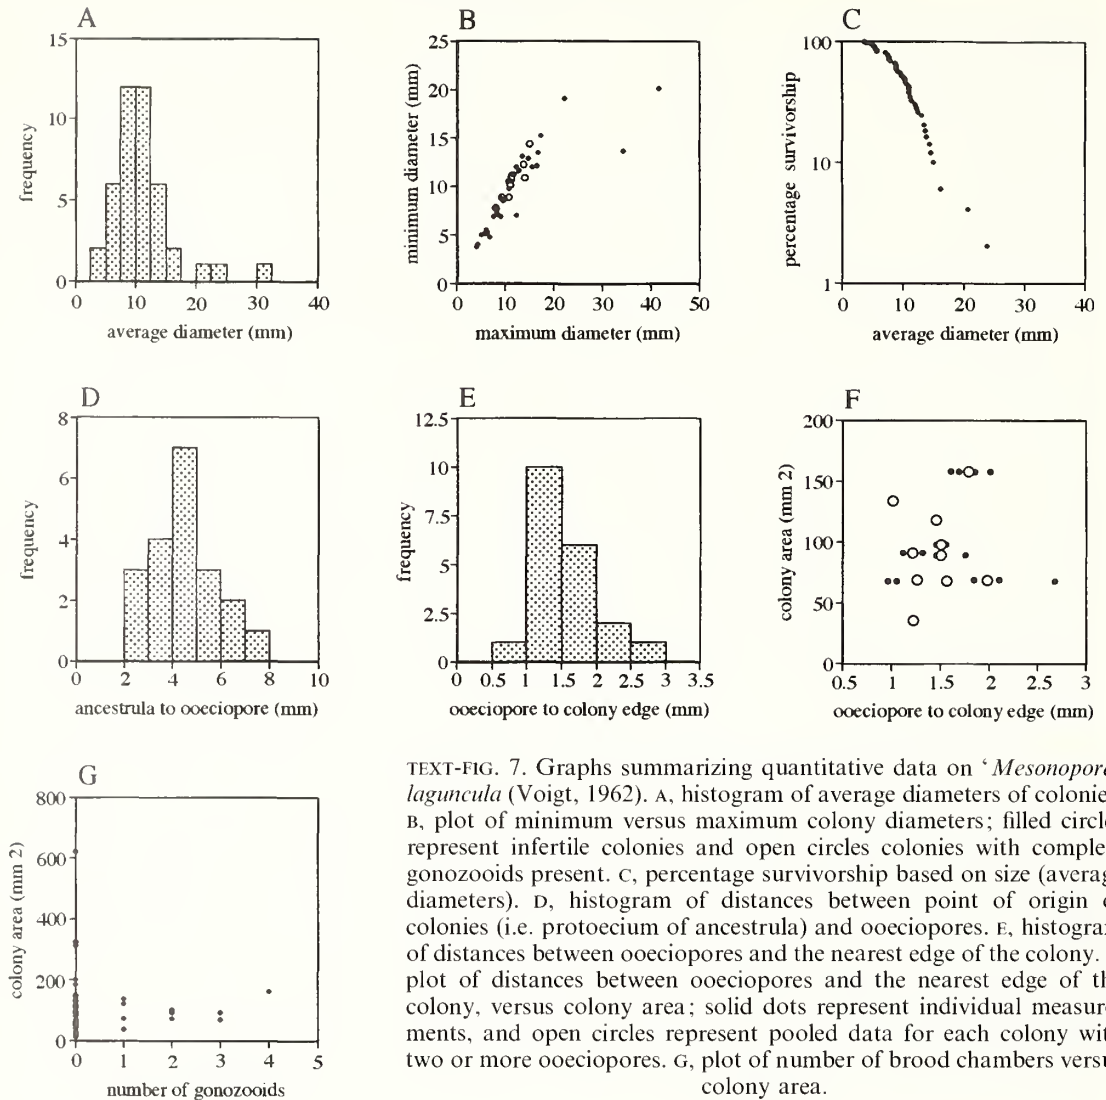 A
15
10
5
0
frequency
0 10 20 30 40
average diameter (mm)
B
25
20
15
10
5
0
minimum diameter (mm)
0 10 20 30 40 50
maximum diameter (mm)
C
100
10
1
percentage survivorship
0 10 20 30 40
average diameter (mm)
D
8
6
4
2
0
frequency
0 2 4 6 8 10
ancestrula to ooeciopore (mm)
E
12.5
10
7.5
5
2.5
0
frequency
0 0.5 1 1.5 2 2.5 3 3.5
ooeciopore to colony edge (mm)
F
200
150
100
50
0
colony area (mm 2)
0.5 1 1.5 2 2.5 3
ooeciopore to colony edge (mm)
G
800
600
400
200
0
colony area (mm 2)
0 1 2 3 4 5
number of gonozooids
TEXT-FIG. 7. Graphs summarizing quantitative data on ‘Mesonopora
laguncula (Voigt, 1962). A, histogram of average diameters of colonie
B, plot of minimum versus maximum colony diameters; filled circle
represent infertile colonies and open circles colonies with comple
gonozooids present. C, percentage survivorship based on size (averag
diameters). D, histogram of distances between point of origin o
colonies (i.e. protoecium of ancestrula) and ooeciopores. E, histogram
of distances between ooeciopores and the nearest edge of the colony.
plot of distances between ooeciopores and the nearest edge of th
colony, versus colony area; solid dots represent individual measure
ments, and open circles represent pooled data for each colony wit
two or more ooeciopores. G, plot of number of brood chambers versu
colony area.